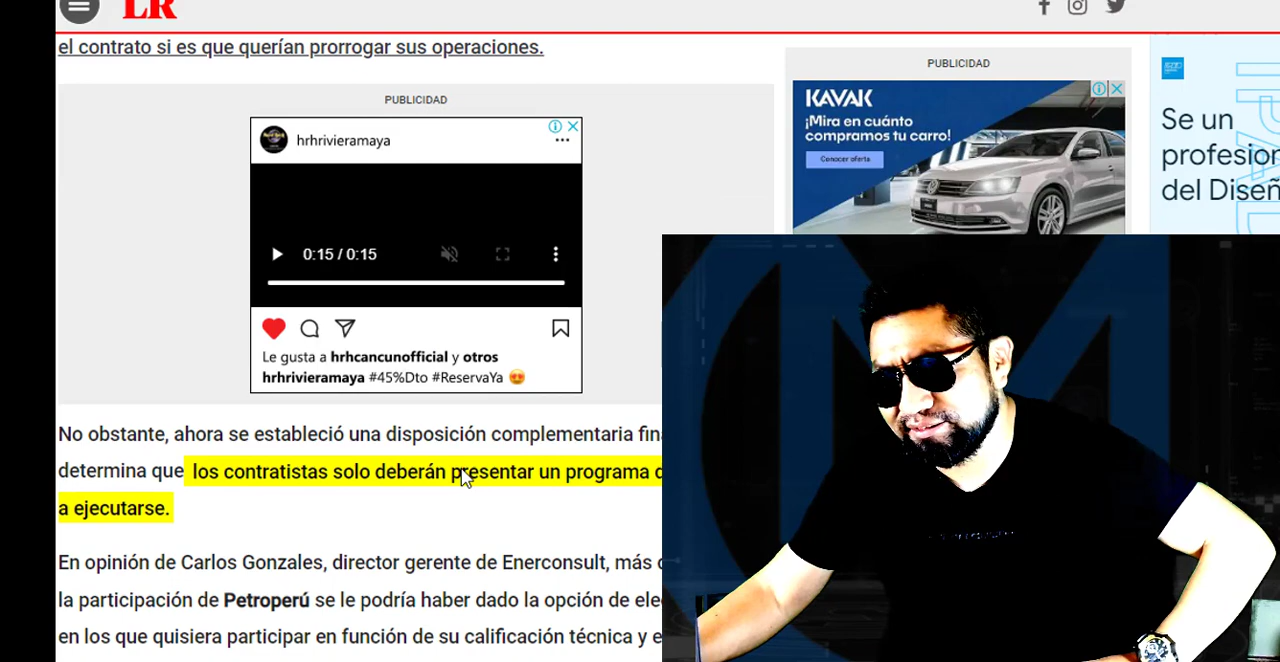 LR
el contrato si es que querían prorrogar sus operaciones.
PUBLICIDAD
hrhrivieramaya
0:15 / 0:15
Le gusta a hrhcancunofficial y otros
hrhrivieramaya #45%Dto #ReservaYa 😍
PUBLICIDAD
KAVAK
¡Mira en cuánto
compramos tu carro!
Conocer oferta
Se un
profesion
del Diseñ
No obstante, ahora se estableció una disposición complementaria fin
determina que los contratistas solo deberán presentar un programa
a ejecutarse.
En opinión de Carlos Gonzales, director gerente de Enerconsult, más
la participación de Petroperú se le podría haber dado la opción de ele
en los que quisiera participar en función de su calificación técnica y e